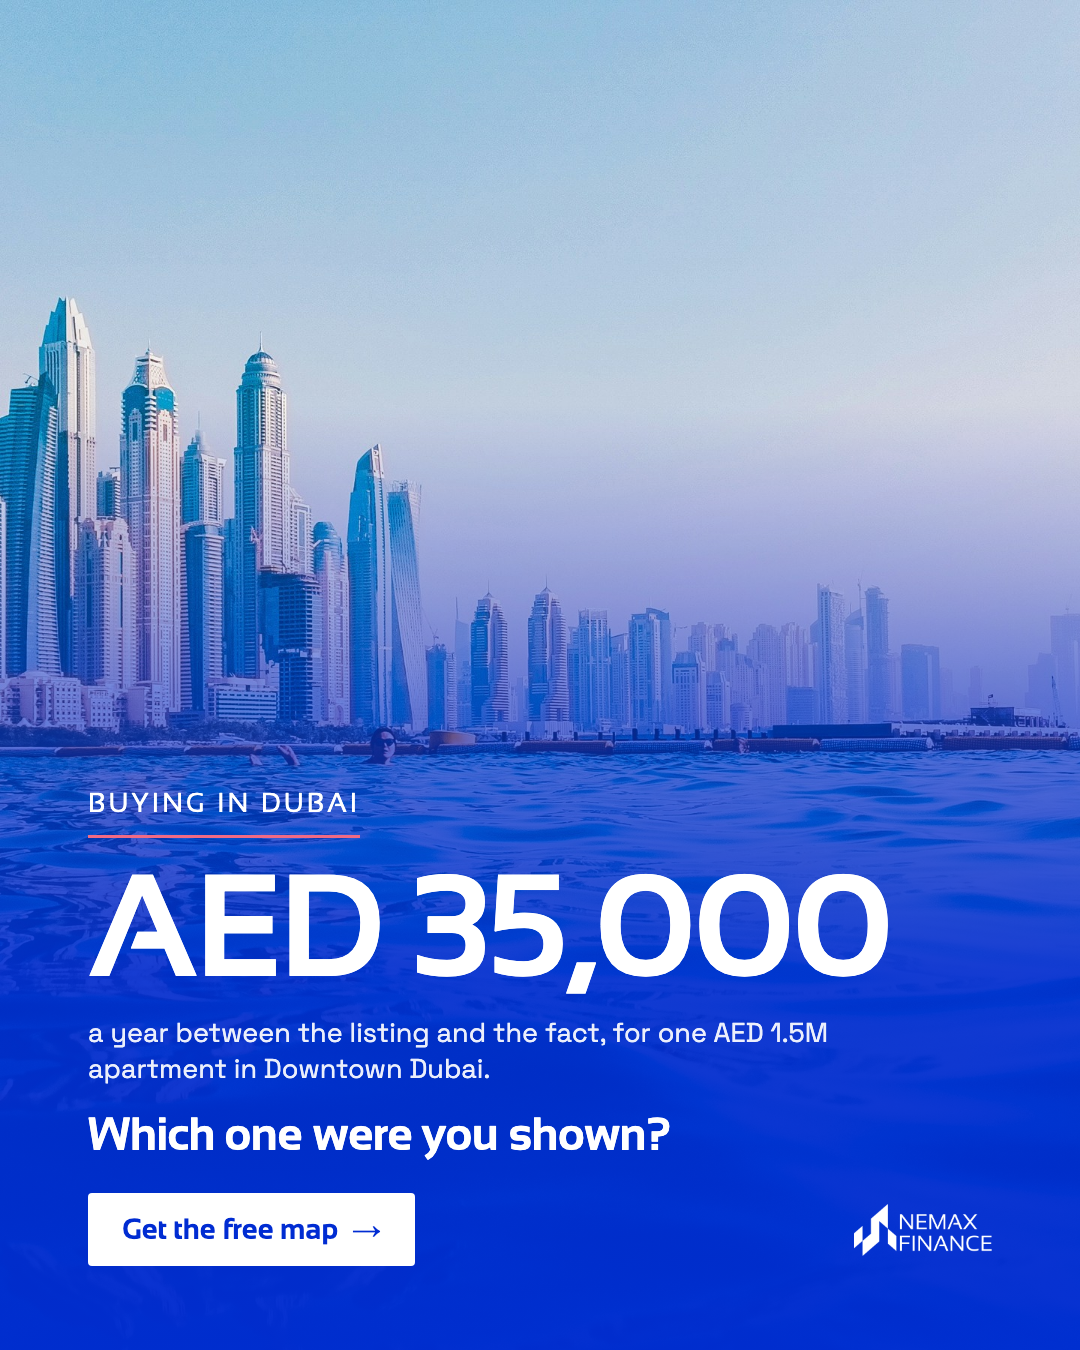 BUYING IN DUBAI
AED 35,000
a year between the listing and the fact, for one AED 1.5M
apartment in Downtown Dubai.
Which one were you shown?
Get the free map →
NEMAX
FINANCE